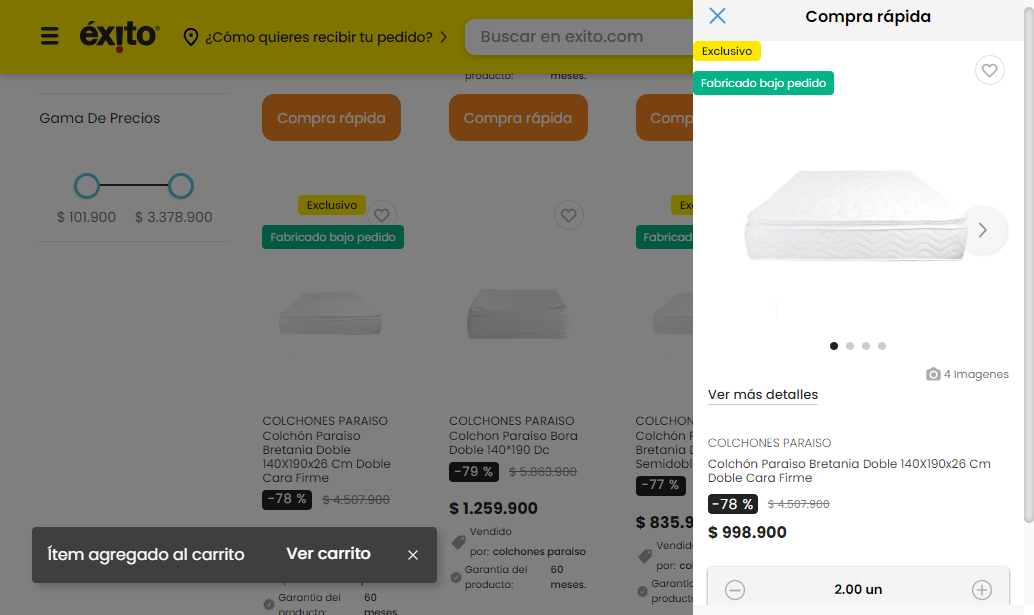 éxito
¿Cómo quieres recibir tu pedido?
Buscar en exito.com
producto: meses.
Gama De Precios
$ 101.900 $ 3.378.900
Compra rápida
Compra rápida
Comp
Exclusivo
Fabricado bajo pedido
COLCHONES PARAISO
Colchón Paraiso
Bretania Doble
140X190x26 Cm Doble
Cara Firme
-78 % $ 4.507.900
Garantía del 60
producto: meses.
COLCHONES PARAISO
Colchon Paraiso Bora
Doble 140*190 Dc
-79 % $ 5.863.900
$ 1.259.900
Vendido
por: colchones paraiso
Garantía del 60
producto: meses.
Ex
Fabricad
COLCHON
Colchón P
Bretania D
Semidobl
-77 %
$ 835.9
Vendid
por: co
Garantía
product
Ítem agregado al carrito Ver carrito
Compra rápida
Exclusivo
Fabricado bajo pedido
4 Imagenes
Ver más detalles
COLCHONES PARAISO
Colchón Paraiso Bretania Doble 140X190x26 Cm
Doble Cara Firme
-78 % $ 4.507.900
$ 998.900
2.00 un